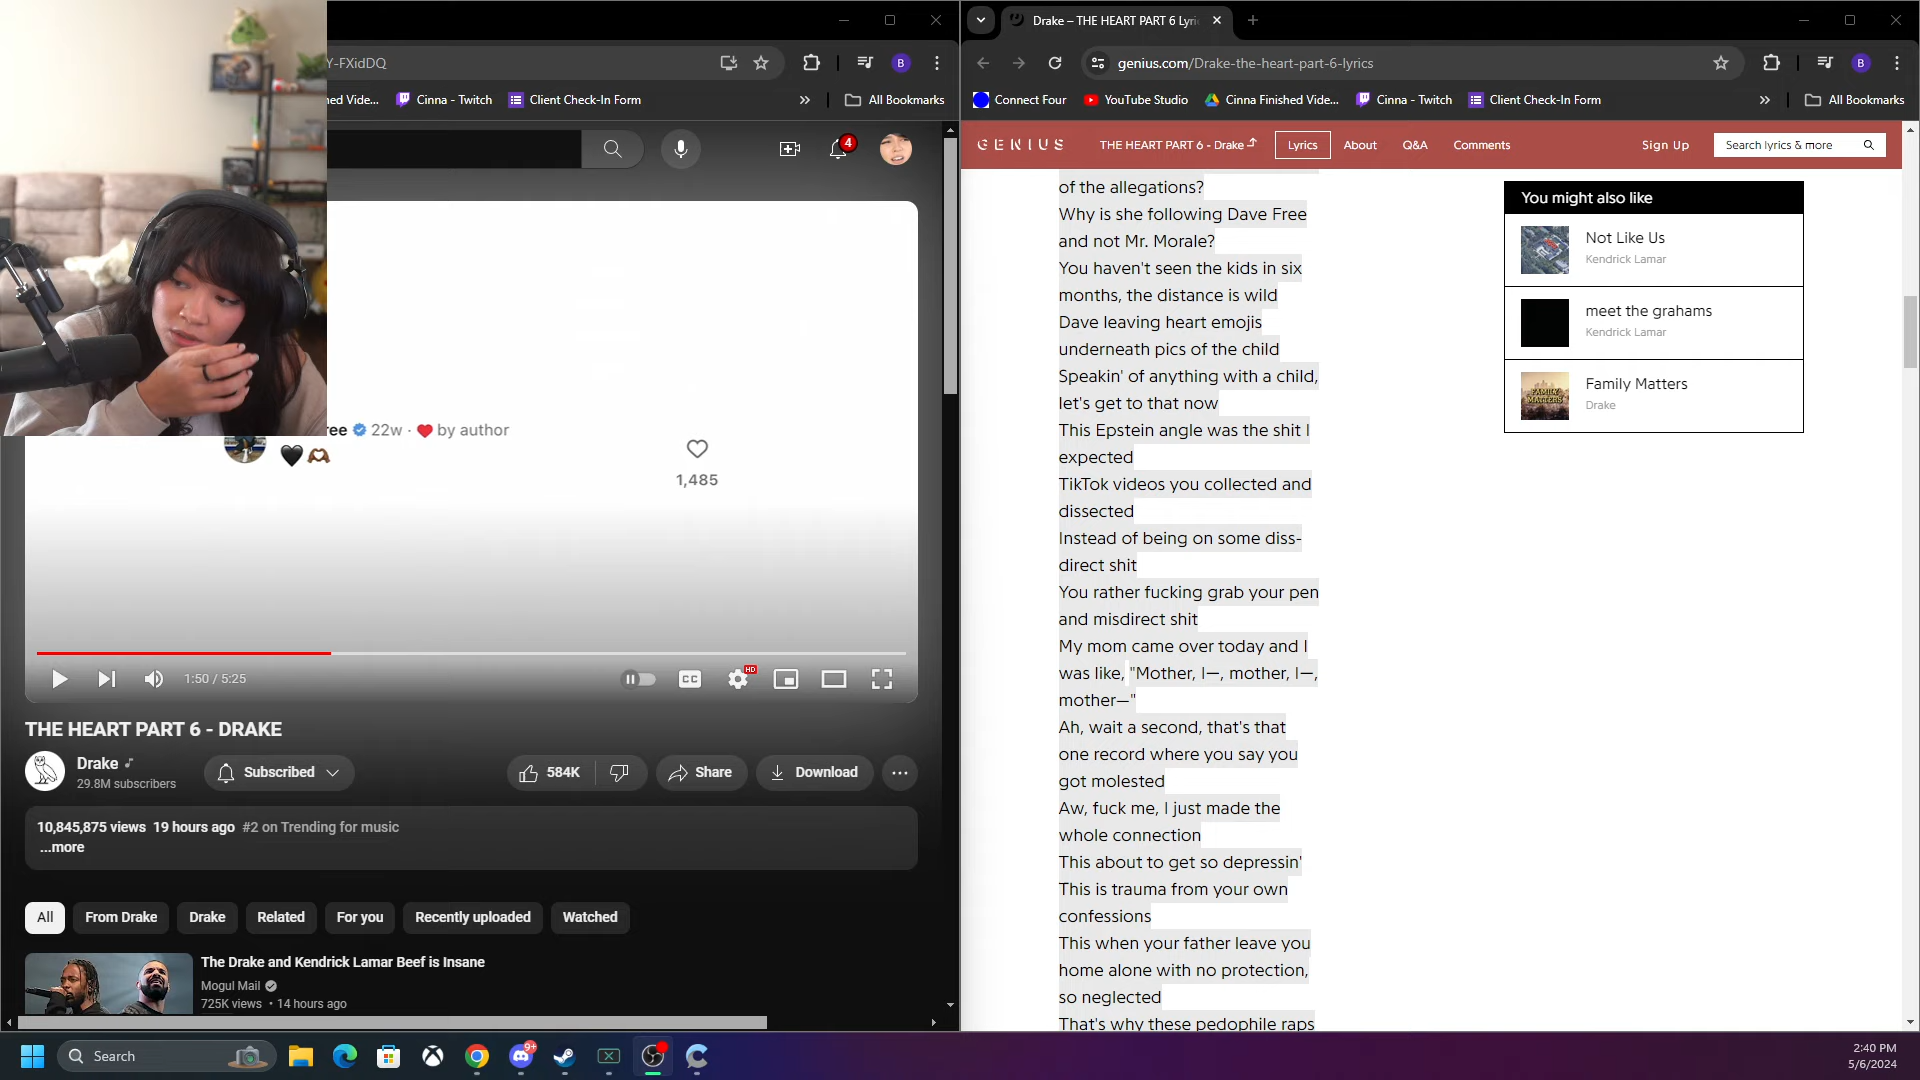 Y-FXidDQ
B
ed Vide...
Cinna - Twitch
Client Check-In Form
»
All Bookmarks
4
ree 22w · ❤️ by author
🖤🫶🏾
1,485
1:50 / 5:25
CC
HD
THE HEART PART 6 - DRAKE
Drake
29.8M subscribers
Subscribed
584K
Share
Download
10,845,875 views 19 hours ago #2 on Trending for music
...more
All
From Drake
Drake
Related
For you
Recently uploaded
Watched
The Drake and Kendrick Lamar Beef is Insane
Mogul Mail
725K views • 14 hours ago
Drake – THE HEART PART 6 Lyri
genius.com/Drake-the-heart-part-6-lyrics
B
Connect Four
YouTube Studio
Cinna Finished Vide...
Cinna - Twitch
Client Check-In Form
»
All Bookmarks
GENIUS
THE HEART PART 6 - Drake
Lyrics
About
Q&A
Comments
Sign Up
Search lyrics & more
of the allegations?
Why is she following Dave Free
and not Mr. Morale?
You haven't seen the kids in six
months, the distance is wild
Dave leaving heart emojis
underneath pics of the child
Speakin' of anything with a child,
let's get to that now
This Epstein angle was the shit I
expected
TikTok videos you collected and
dissected
Instead of being on some diss-
direct shit
You rather fucking grab your pen
and misdirect shit
My mom came over today and I
was like, "Mother, I—, mother, I—,
mother—"
Ah, wait a second, that's that
one record where you say you
got molested
Aw, fuck me, I just made the
whole connection
This about to get so depressin'
This is trauma from your own
confessions
This when your father leave you
home alone with no protection,
so neglected
That's why these pedophile raps
You might also like
Not Like Us
Kendrick Lamar
meet the grahams
Kendrick Lamar
Family Matters
Drake
Search
9+
2:40 PM
5/6/2024